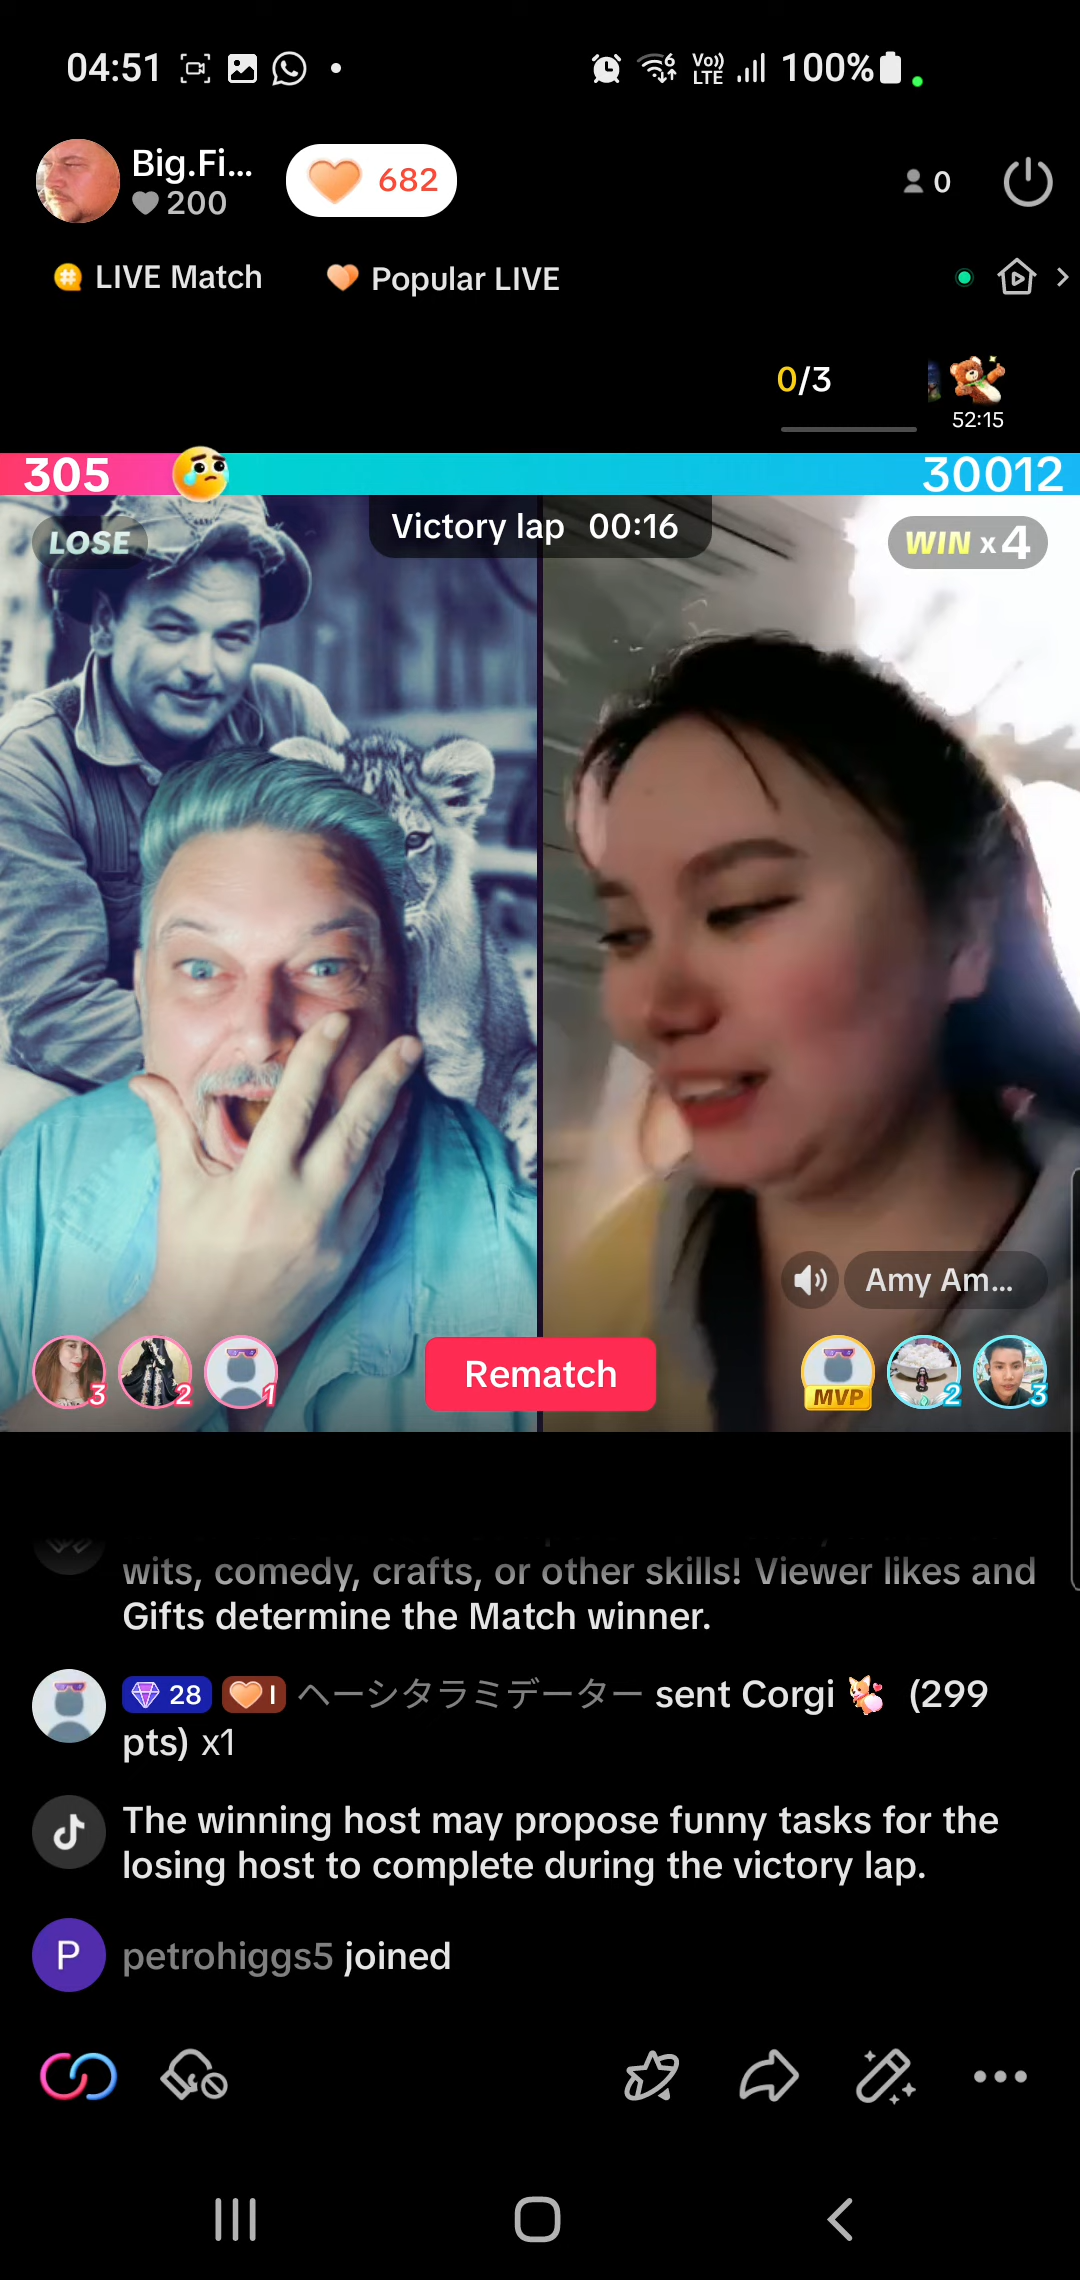 04:51
Vo)) LTE
100%
Big.Fi...
200
682
0
LIVE Match
Popular LIVE
0/3
52:15
305
30012
LOSE
Victory lap 00:16
WIN x4
Amy Am...
3
2
1
Rematch
MVP
2
3
wits, comedy, crafts, or other skills! Viewer likes and
Gifts determine the Match winner.
28 I ヘーシタラミデーター sent Corgi (299
pts) x1
The winning host may propose funny tasks for the
losing host to complete during the victory lap.
P
petrohiggs5 joined